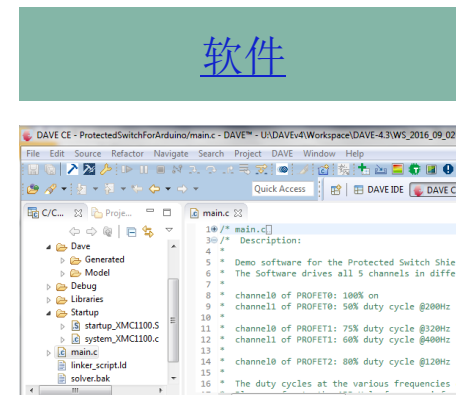 软件
DAVE CE - ProtectedSwitchForArduino/main.c - DAVE™ - U:\DAVEv4\Workspace\DAVE-4.3\WS_2016_09_02
File Edit Source Refactor Navigate Search Project DAVE Window Help
Quick Access DAVE IDE DAVE C
C/C... Proje... main.c
Dave
Generated
Model
Debug
Libraries
Startup
startup_XMC1100.S
system_XMC1100.c
main.c
linker_script.ld
solver.bak
1 /* main.c
3 /* Description:
4 *
5 * Demo software for the Protected Switch Shie
6 * The Software drives all 5 channels in diffe
7 *
8 * channel0 of PROFET0: 100% on
9 * channel1 of PROFET0: 50% duty cycle @200Hz
10 *
11 * channel0 of PROFET1: 75% duty cycle @320Hz
12 * channel1 of PROFET1: 60% duty cycle @400Hz
13 *
14 * channel0 of PROFET2: 80% duty cycle @120Hz
15 *
16 * The duty cycles at the various frequencies